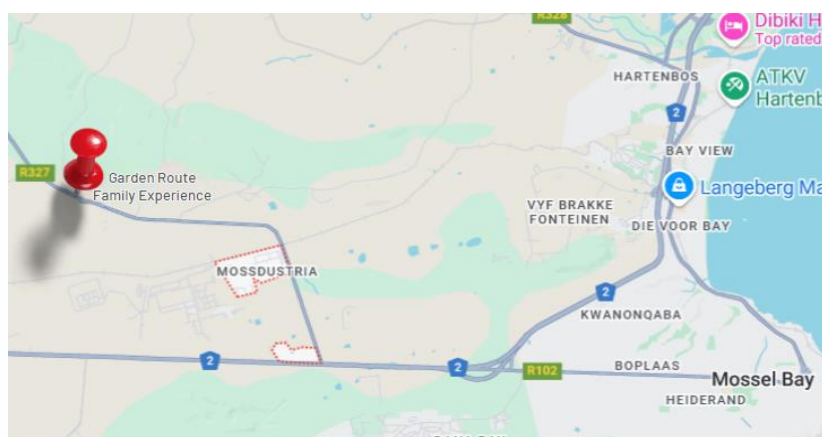 R328
Dibiki H
Top rated
HARTENBOS
ATKV
Hartenb
2
BAY VIEW
R327
Garden Route
Family Experience
Langeberg Ma
VYF BRAKKE
FONTEINEN
DIE VOOR BAY
MOSSDUSTRIA
2
KWANONQABA
2
2
R102
BOPLAAS
Mossel Bay
HEIDERAND